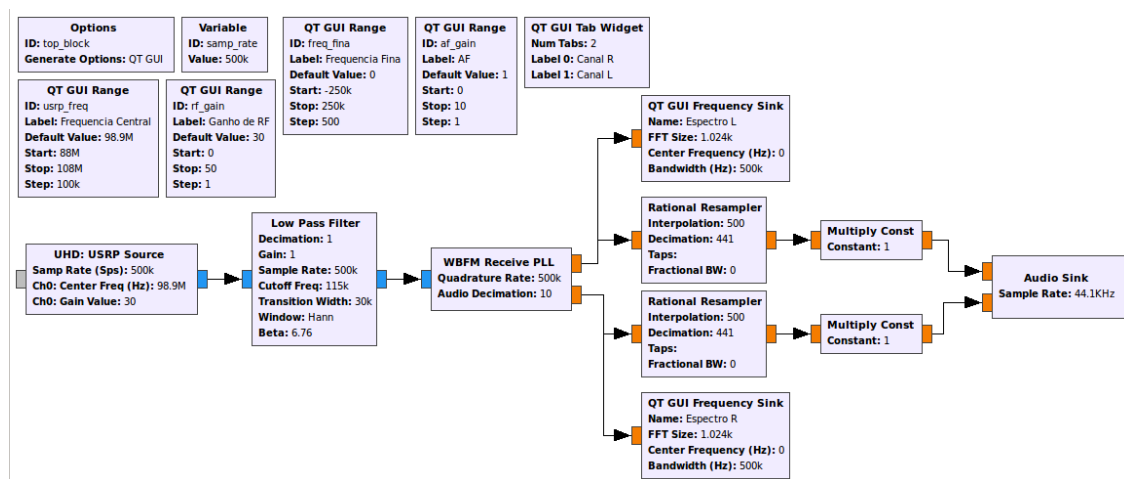 Options
ID: top_block
Generate Options: QT GUI
Variable
ID: samp_rate
Value: 500k
QT GUI Range
ID: freq_fina
Label: Frequencia Fina
Default Value: 0
Start: -250k
Stop: 250k
Step: 500
QT GUI Range
ID: af_gain
Label: AF
Default Value: 1
Start: 0
Stop: 10
Step: 1
QT GUI Tab Widget
Num Tabs: 2
Label 0: Canal R
Label 1: Canal L
QT GUI Range
ID: usrp_freq
Label: Frequencia Central
Default Value: 98.9M
Start: 88M
Stop: 108M
Step: 100k
QT GUI Range
ID: rf_gain
Label: Ganho de RF
Default Value: 30
Start: 0
Stop: 50
Step: 1
QT GUI Frequency Sink
Name: Espectro L
FFT Size: 1.024k
Center Frequency (Hz): 0
Bandwidth (Hz): 500k
UHD: USRP Source
Samp Rate (Sps): 500k
Ch0: Center Freq (Hz): 98.9M
Ch0: Gain Value: 30
Low Pass Filter
Decimation: 1
Gain: 1
Sample Rate: 500k
Cutoff Freq: 115k
Transition Width: 30k
Window: Hann
Beta: 6.76
WBFM Receive PLL
Quadrature Rate: 500k
Audio Decimation: 10
Rational Resampler
Interpolation: 500
Decimation: 441
Taps:
Fractional BW: 0
Multiply Const
Constant: 1
Rational Resampler
Interpolation: 500
Decimation: 441
Taps:
Fractional BW: 0
Multiply Const
Constant: 1
Audio Sink
Sample Rate: 44.1KHz
QT GUI Frequency Sink
Name: Espectro R
FFT Size: 1.024k
Center Frequency (Hz): 0
Bandwidth (Hz): 500k